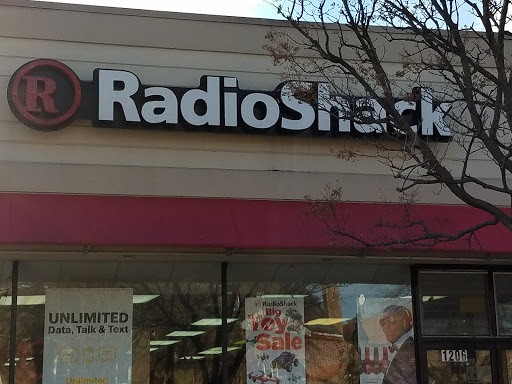 R RadioShack
UNLIMITED
Data, Talk & Text
RadioShack
Big
Toy
Sale
1206